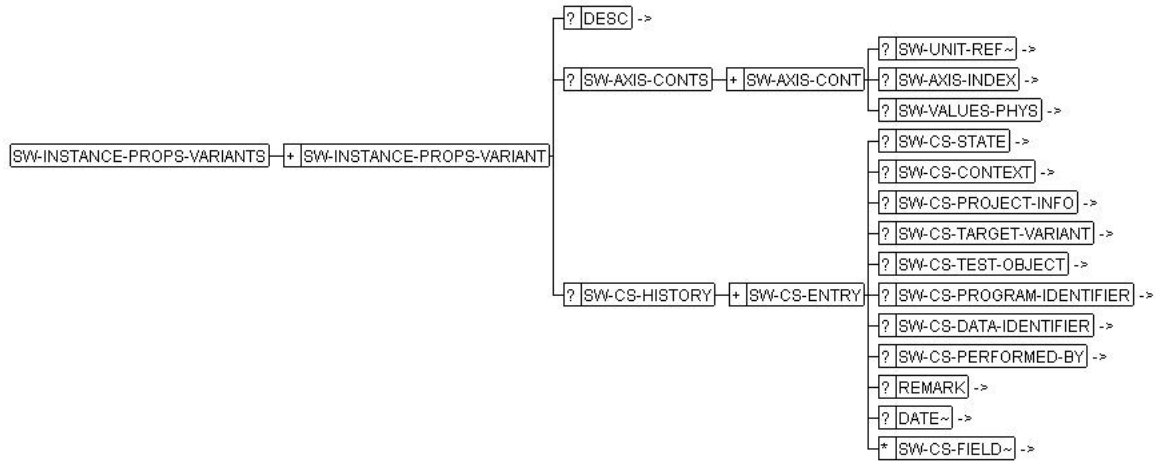 ? DESC ->
? SW-UNIT-REF~ ->
? SW-AXIS-CONTS + SW-AXIS-CONT ? SW-AXIS-INDEX ->
? SW-VALUES-PHYS ->
? SW-CS-STATE ->
SW-INSTANCE-PROPS-VARIANTS + SW-INSTANCE-PROPS-VARIANT
? SW-CS-CONTEXT ->
? SW-CS-PROJECT-INFO ->
? SW-CS-TARGET-VARIANT ->
? SW-CS-TEST-OBJECT ->
? SW-CS-HISTORY + SW-CS-ENTRY ? SW-CS-PROGRAM-IDENTIFIER ->
? SW-CS-DATA-IDENTIFIER ->
? SW-CS-PERFORMED-BY ->
? REMARK ->
? DATE~ ->
* SW-CS-FIELD~ ->